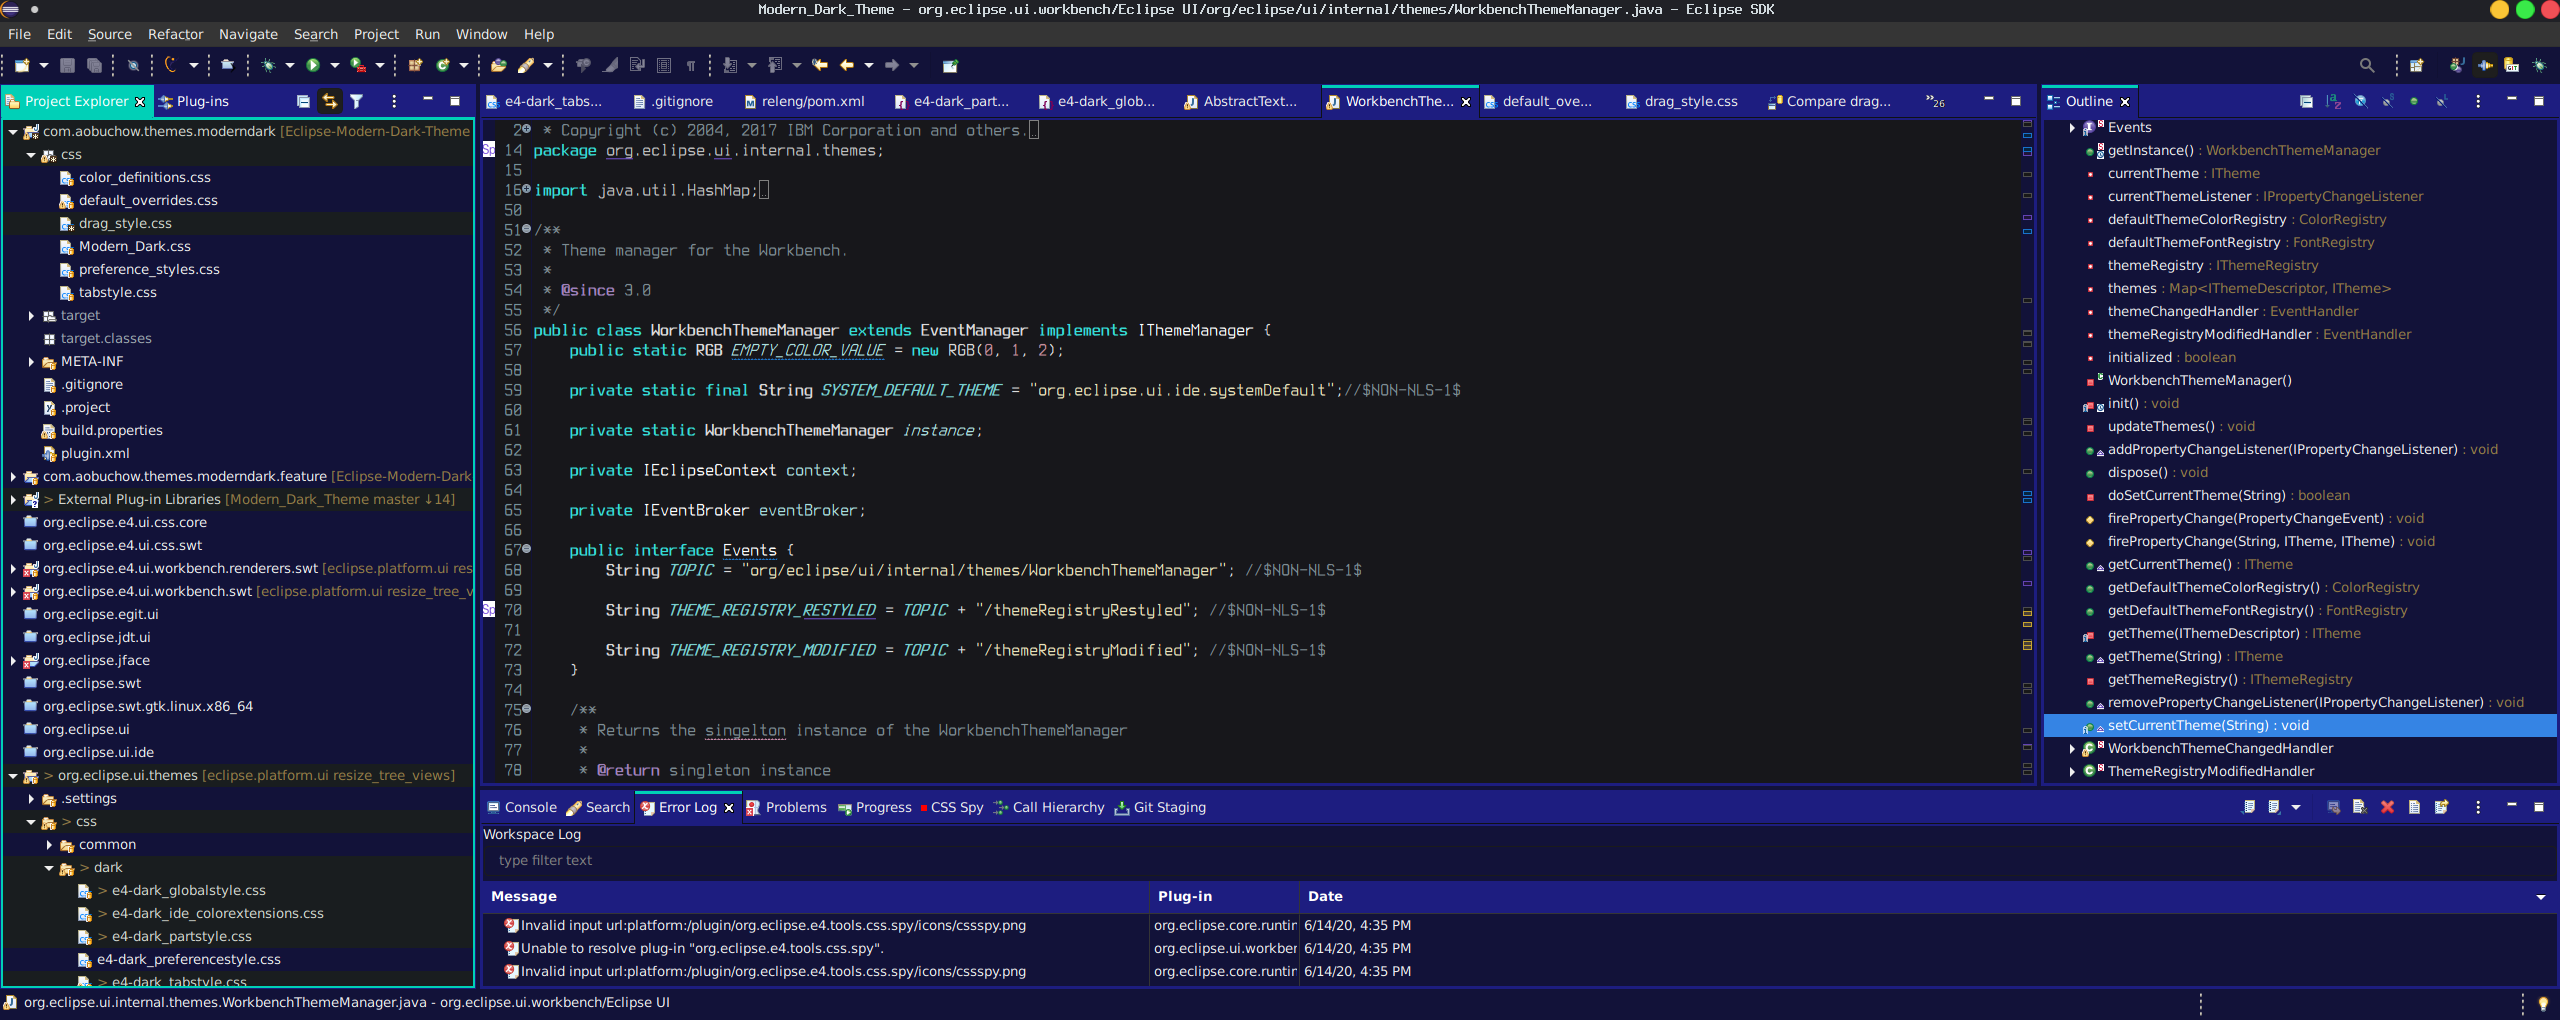 Modern_Dark_Theme - org.eclipse.ui.workbench/Eclipse UI/org/eclipse/ui/internal/themes/WorkbenchThemeManager.java - Eclipse SDK
File Edit Source Refactor Navigate Search Project Run Window Help
Project Explorer
Plug-ins
com.aobuchow.themes.moderndark [Eclipse-Modern-Dark-Theme
css
color_definitions.css
default_overrides.css
drag_style.css
Modern_Dark.css
preference_styles.css
tabstyle.css
target
target.classes
META-INF
.gitignore
.project
build.properties
plugin.xml
com.aobuchow.themes.moderndark.feature [Eclipse-Modern-Dark
> External Plug-in Libraries [Modern_Dark_Theme master ↓14]
org.eclipse.e4.ui.css.core
org.eclipse.e4.ui.css.swt
org.eclipse.e4.ui.workbench.renderers.swt [eclipse.platform.ui res
org.eclipse.e4.ui.workbench.swt [eclipse.platform.ui resize_tree_v
org.eclipse.egit.ui
org.eclipse.jdt.ui
org.eclipse.jface
org.eclipse.swt
org.eclipse.swt.gtk.linux.x86_64
org.eclipse.ui
org.eclipse.ui.ide
> org.eclipse.ui.themes [eclipse.platform.ui resize_tree_views]
.settings
> css
common
> dark
> e4-dark_globalstyle.css
> e4-dark_ide_colorextensions.css
> e4-dark_partstyle.css
e4-dark_preferencestyle.css
> e4-dark_tabstyle.css
e4-dark_tabs... .gitignore releng/pom.xml e4-dark_part... e4-dark_glob... AbstractText... WorkbenchThe... default_ove... drag_style.css Compare drag... »26
2 * Copyright (c) 2004, 2017 IBM Corporation and others.
14 package org.eclipse.ui.internal.themes;
15
16 import java.util.HashMap;
50
51 /**
52 * Theme manager for the Workbench.
53 *
54 * @since 3.0
55 */
56 public class WorkbenchThemeManager extends EventManager implements IThemeManager {
57 public static RGB EMPTY_COLOR_VALUE = new RGB(0, 1, 2);
58
59 private static final String SYSTEM_DEFAULT_THEME = "org.eclipse.ui.ide.systemDefault";//$NON-NLS-1$
60
61 private static WorkbenchThemeManager instance;
62
63 private IEclipseContext context;
64
65 private IEventBroker eventBroker;
66
67 public interface Events {
68 String TOPIC = "org/eclipse/ui/internal/themes/WorkbenchThemeManager"; //$NON-NLS-1$
69
70 String THEME_REGISTRY_RESTYLED = TOPIC + "/themeRegistryRestyled"; //$NON-NLS-1$
71
72 String THEME_REGISTRY_MODIFIED = TOPIC + "/themeRegistryModified"; //$NON-NLS-1$
73 }
74
75 /**
76 * Returns the singelton instance of the WorkbenchThemeManager
77 *
78 * @return singleton instance
Outline
Events
getInstance() : WorkbenchThemeManager
currentTheme : ITheme
currentThemeListener : IPropertyChangeListener
defaultThemeColorRegistry : ColorRegistry
defaultThemeFontRegistry : FontRegistry
themeRegistry : IThemeRegistry
themes : Map<IThemeDescriptor, ITheme>
themeChangedHandler : EventHandler
themeRegistryModifiedHandler : EventHandler
initialized : boolean
WorkbenchThemeManager()
init() : void
updateThemes() : void
addPropertyChangeListener(IPropertyChangeListener) : void
dispose() : void
doSetCurrentTheme(String) : boolean
firePropertyChange(PropertyChangeEvent) : void
firePropertyChange(String, ITheme, ITheme) : void
getCurrentTheme() : ITheme
getDefaultThemeColorRegistry() : ColorRegistry
getDefaultThemeFontRegistry() : FontRegistry
getTheme(IThemeDescriptor) : ITheme
getTheme(String) : ITheme
getThemeRegistry() : IThemeRegistry
removePropertyChangeListener(IPropertyChangeListener) : void
setCurrentTheme(String) : void
WorkbenchThemeChangedHandler
ThemeRegistryModifiedHandler
Console Search Error Log Problems Progress CSS Spy Call Hierarchy Git Staging
Workspace Log
type filter text
Message Plug-in Date
Invalid input url:platform:/plugin/org.eclipse.e4.tools.css.spy/icons/cssspy.png org.eclipse.core.runtin 6/14/20, 4:35 PM
Unable to resolve plug-in "org.eclipse.e4.tools.css.spy". org.eclipse.ui.workber 6/14/20, 4:35 PM
Invalid input url:platform:/plugin/org.eclipse.e4.tools.css.spy/icons/cssspy.png org.eclipse.core.runtin 6/14/20, 4:35 PM
org.eclipse.ui.internal.themes.WorkbenchThemeManager.java - org.eclipse.ui.workbench/Eclipse UI